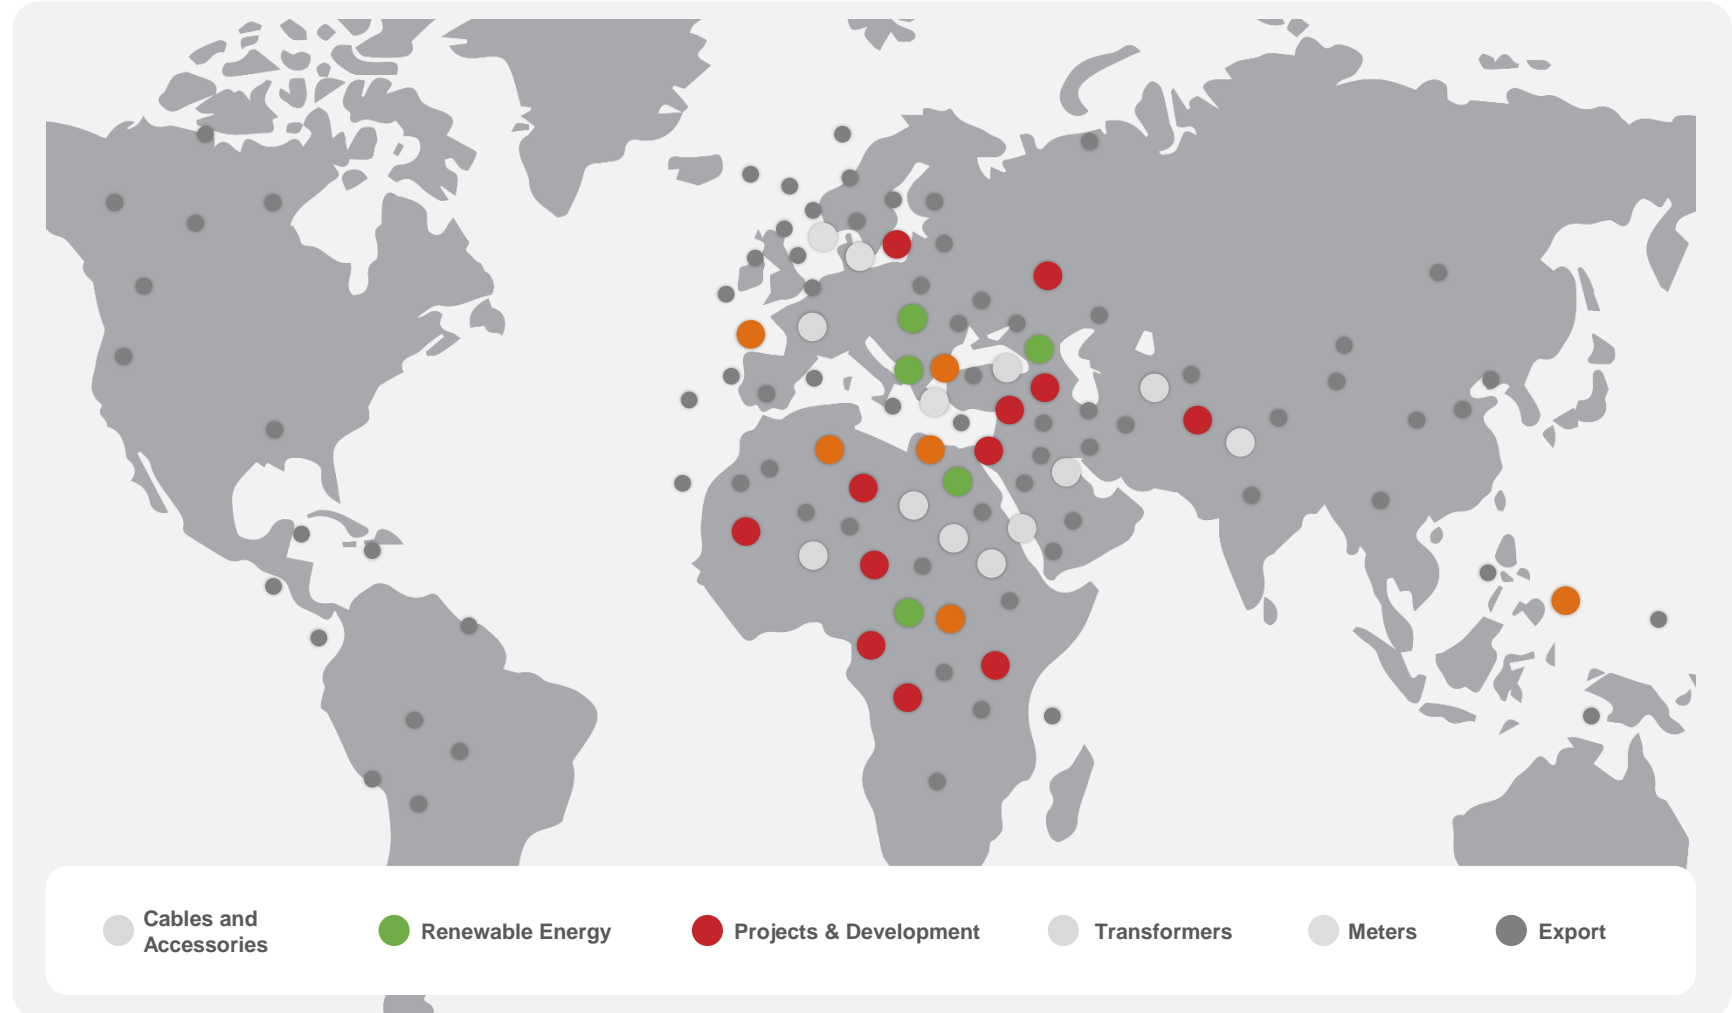 Cables and
Accessories
Renewable Energy
Projects & Development
Transformers
Meters
Export